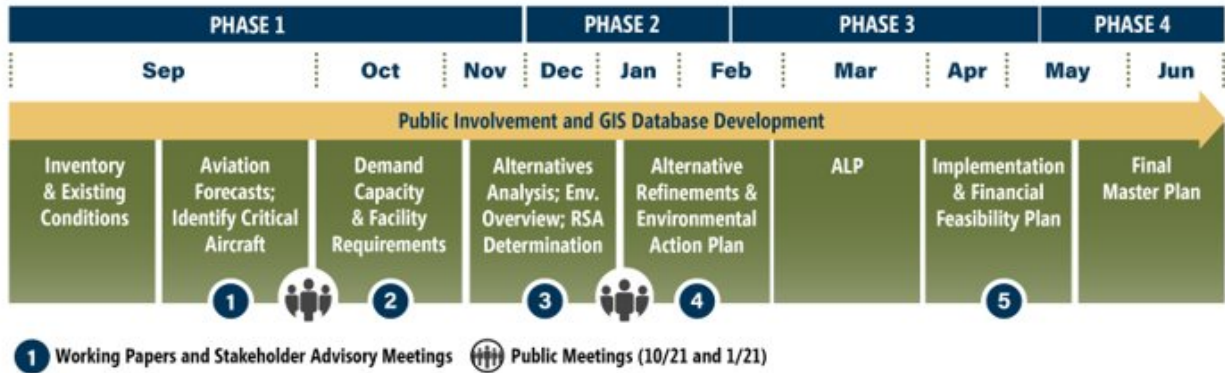 PHASE 1 PHASE 2 PHASE 3 PHASE 4
Sep Oct Nov Dec Jan Feb Mar Apr May Jun
Public Involvement and GIS Database Development
Inventory
& Existing
Conditions
Aviation
Forecasts;
Identify Critical
Aircraft
Demand
Capacity
& Facility
Requirements
Alternatives
Analysis; Env.
Overview; RSA
Determination
Alternative
Refinements &
Environmental
Action Plan
ALP
Implementation
& Financial
Feasibility Plan
Final
Master Plan
1 2 3 4 5
1 Working Papers and Stakeholder Advisory Meetings Public Meetings (10/21 and 1/21)